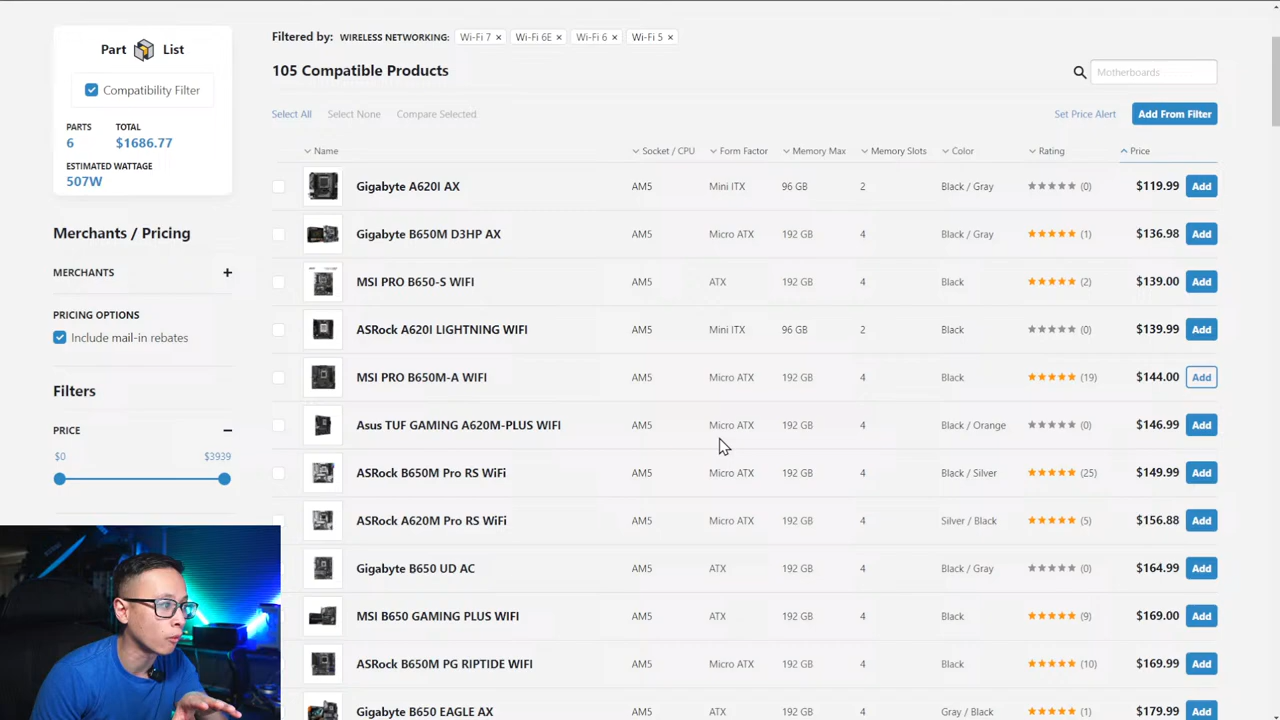 Part List
Compatibility Filter
PARTS TOTAL
6 $1686.77
ESTIMATED WATTAGE
507W
Merchants / Pricing
MERCHANTS +
PRICING OPTIONS
Include mail-in rebates
Filters
PRICE −
$0 $3939
Filtered by: WIRELESS NETWORKING: Wi-Fi 7 × Wi-Fi 6E × Wi-Fi 6 × Wi-Fi 5 ×
105 Compatible Products
Motherboards
Select All Select None Compare Selected Set Price Alert Add From Filter
Name Socket / CPU Form Factor Memory Max Memory Slots Color Rating Price
Gigabyte A620I AX AM5 Mini ITX 96 GB 2 Black / Gray (0) $119.99 Add
Gigabyte B650M D3HP AX AM5 Micro ATX 192 GB 4 Black / Gray (1) $136.98 Add
MSI PRO B650-S WIFI AM5 ATX 192 GB 4 Black (2) $139.00 Add
ASRock A620I LIGHTNING WIFI AM5 Mini ITX 96 GB 2 Black (0) $139.99 Add
MSI PRO B650M-A WIFI AM5 Micro ATX 192 GB 4 Black (19) $144.00 Add
Asus TUF GAMING A620M-PLUS WIFI AM5 Micro ATX 192 GB 4 Black / Orange (0) $146.99 Add
ASRock B650M Pro RS WiFi AM5 Micro ATX 192 GB 4 Black / Silver (25) $149.99 Add
ASRock A620M Pro RS WiFi AM5 Micro ATX 192 GB 4 Silver / Black (5) $156.88 Add
Gigabyte B650 UD AC AM5 ATX 192 GB 4 Black / Gray (0) $164.99 Add
MSI B650 GAMING PLUS WIFI AM5 ATX 192 GB 4 Black (9) $169.00 Add
ASRock B650M PG RIPTIDE WIFI AM5 Micro ATX 192 GB 4 Black (10) $169.99 Add
Gigabyte B650 EAGLE AX AM5 ATX 192 GB 4 Gray / Black (1) $179.99 Add